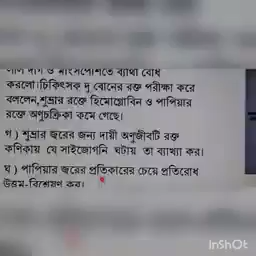 লাল দাগ ও মাংসপেশিতে ব্যথা বোধ
করলো।চিকিৎসক দু বোনের রক্ত পরীক্ষা করে
বললেন,শুভ্রার রক্তে হিমোগ্লোবিন ও পাপিয়ার
রক্তে অণুচক্রিকা কমে গেছে।
গ) শুভ্রার জ্বরের জন্য দায়ী অণুজীবটি রক্ত
কণিকায় যে সাইজোগনি ঘটায় তা ব্যাখ্যা কর।
ঘ) পাপিয়ার জ্বরের প্রতিকারের চেয়ে প্রতিরোধ
উত্তম-বিশ্লেষণ কর।
InShOt